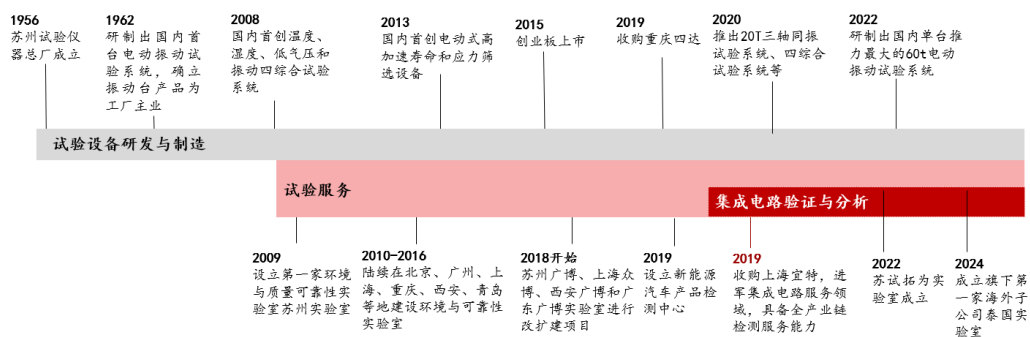 1956
苏州试验仪
器总厂成立
1962
研制出国内首
台电动振动试
验系统，确立
振动台产品为
工厂主业
2008
国内首创温度、
湿度、低气压和
振动四综合试验
系统
2013
国内首创电动式高
加速寿命和应力筛
选设备
2015
创业板上市
2019
收购重庆四达
2020
推出20T三轴同振
试验系统、四综合
试验系统等
2022
研制出国内单台推
力最大的60t电动
振动试验系统
试验设备研发与制造
试验服务
集成电路验证与分析
2009
设立第一家环境
与质量可靠性实
验室苏州实验室
2010-2016
陆续在北京、广州、上
海、重庆、西安、青岛
等地建设环境与可靠性
实验室
2018开始
苏州广博、上海众
博、西安广博和广
东广博实验室进行
改扩建项目
2019
设立新能源
汽车产品检
测中心
2019
收购上海宜特，进
军集成电路服务领
域，具备全产业链
检测服务能力
2022
苏试拓为实
验室成立
2024
成立旗下第
一家海外子
公司泰国实
验室